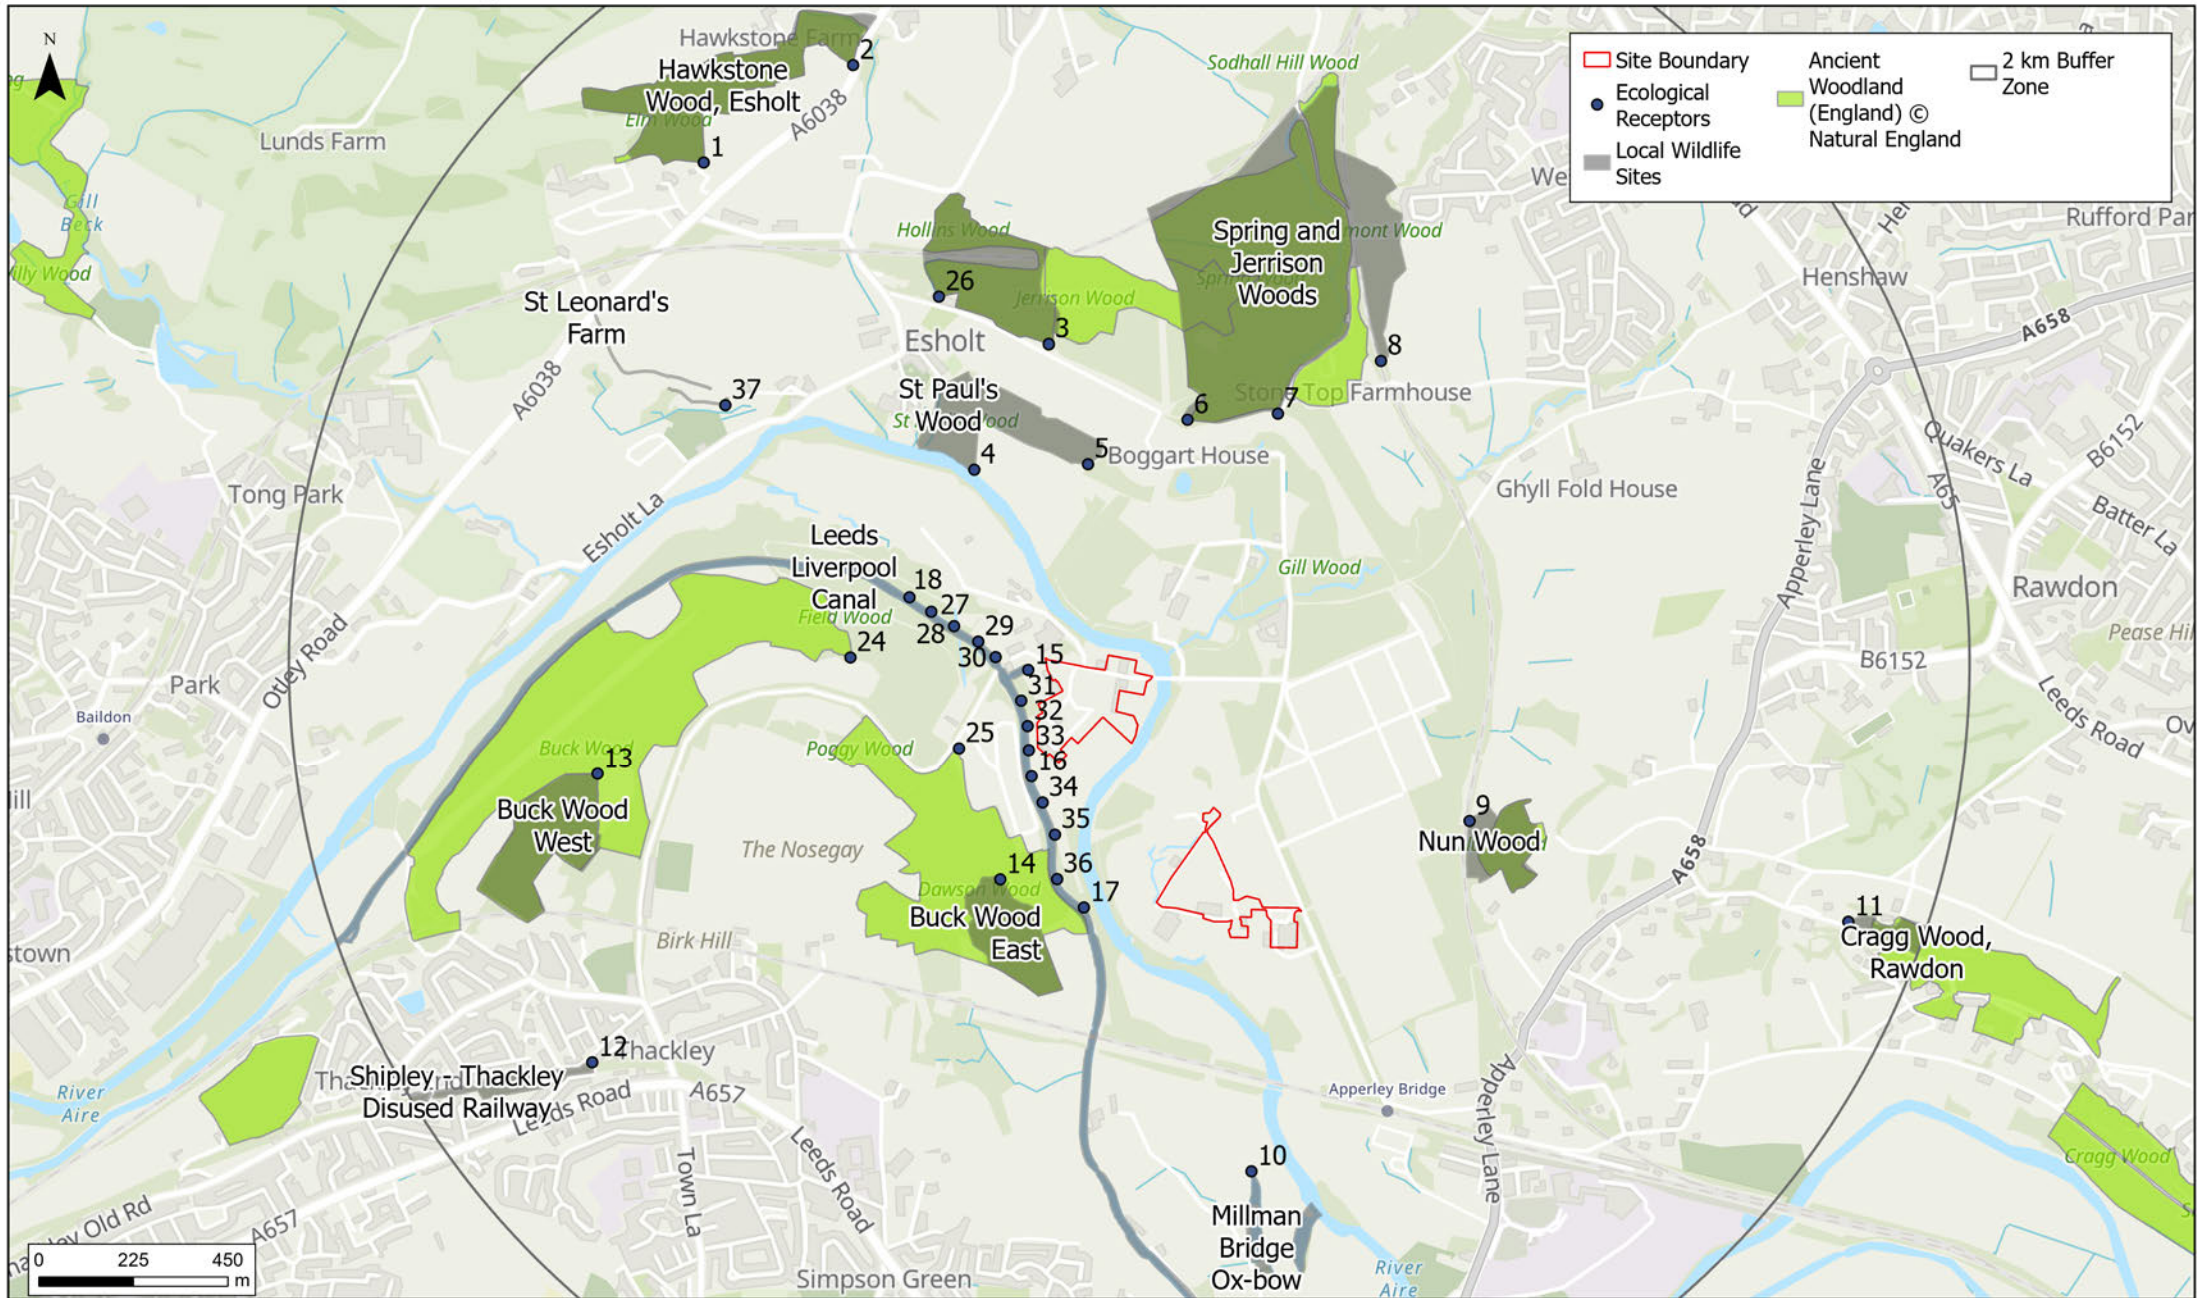 N
Hawkstone Farm
2
Hawkstone
Wood, Esholt
Elm Wood
A6038
1
Lunds Farm
Gill
Beck
Sodhall Hill Wood
Site Boundary
Ecological
Receptors
Local Wildlife
Sites
Ancient
Woodland
(England) ©
Natural England
2 km Buffer
Zone
Rufford Par
Henshaw
A658
Hollins Wood
26
Jerrison Wood
3
Esholt
Spring and
Jerrison
Woods
mont Wood
8
St Leonard's
Farm
A6038
37
St Paul's
Wood
4
5
Boggart House
6
7
Stone Top Farmhouse
Quakers La
B6152
A65
Batter La
Ghyll Fold House
Apperley Lane
Tong Park
Esholt La
Leeds
Liverpool
Canal
Field Wood
18
27
28
29
30
15
31
32
33
16
34
35
36
17
24
25
Gill Wood
Rawdon
Pease Hil
B6152
Leeds Road
Otley Road
Park
Baildon
Buck Wood
13
Buck Wood
West
Poggy Wood
The Nosegay
14
Dawson Wood
Buck Wood
East
9
Nun Wood
A658
11
Cragg Wood,
Rawdon
Birk Hill
12
Thackley
Shipley - Thackley
Disused Railway
Leeds Road
A657
Leeds Road
Town La
River
Aire
Apperley Bridge
Apperley Lane
10
Millman
Bridge
Ox-bow
River
Aire
Cragg Wood
A657
Simpson Green
0 225 450
m